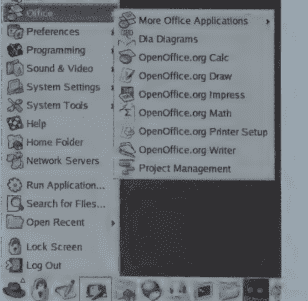 Office
Preferences
Programming
Sound & Video
System Settings
System Tools
Help
Home Folder
Network Servers
Run Application...
Search for Files...
Open Recent
Lock Screen
Log Out
More Office Applications
Dia Diagrams
OpenOffice.org Calc
OpenOffice.org Draw
OpenOffice.org Impress
OpenOffice.org Math
OpenOffice.org Printer Setup
OpenOffice.org Writer
Project Management